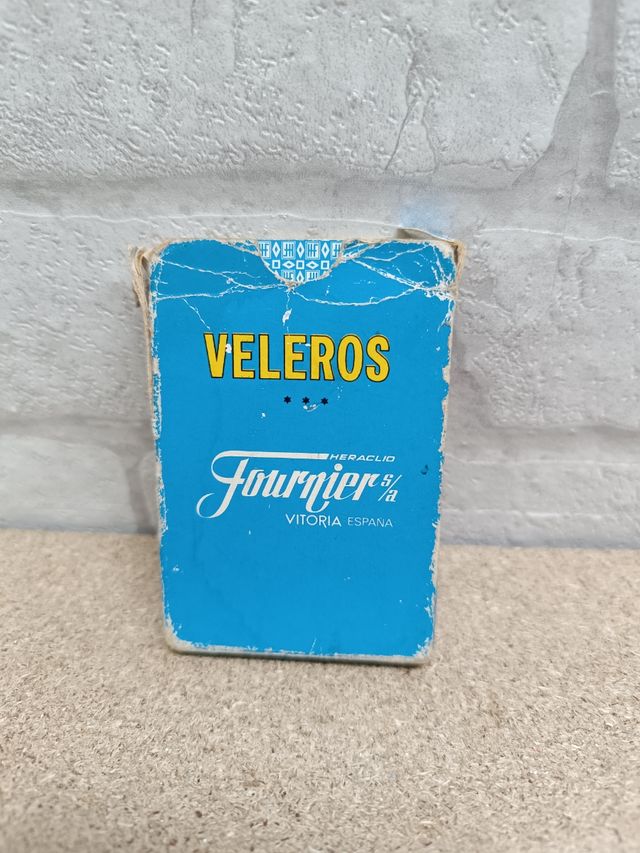 VELEROS
***
HERACLIO
Fournier s/a
VITORIA ESPAÑA